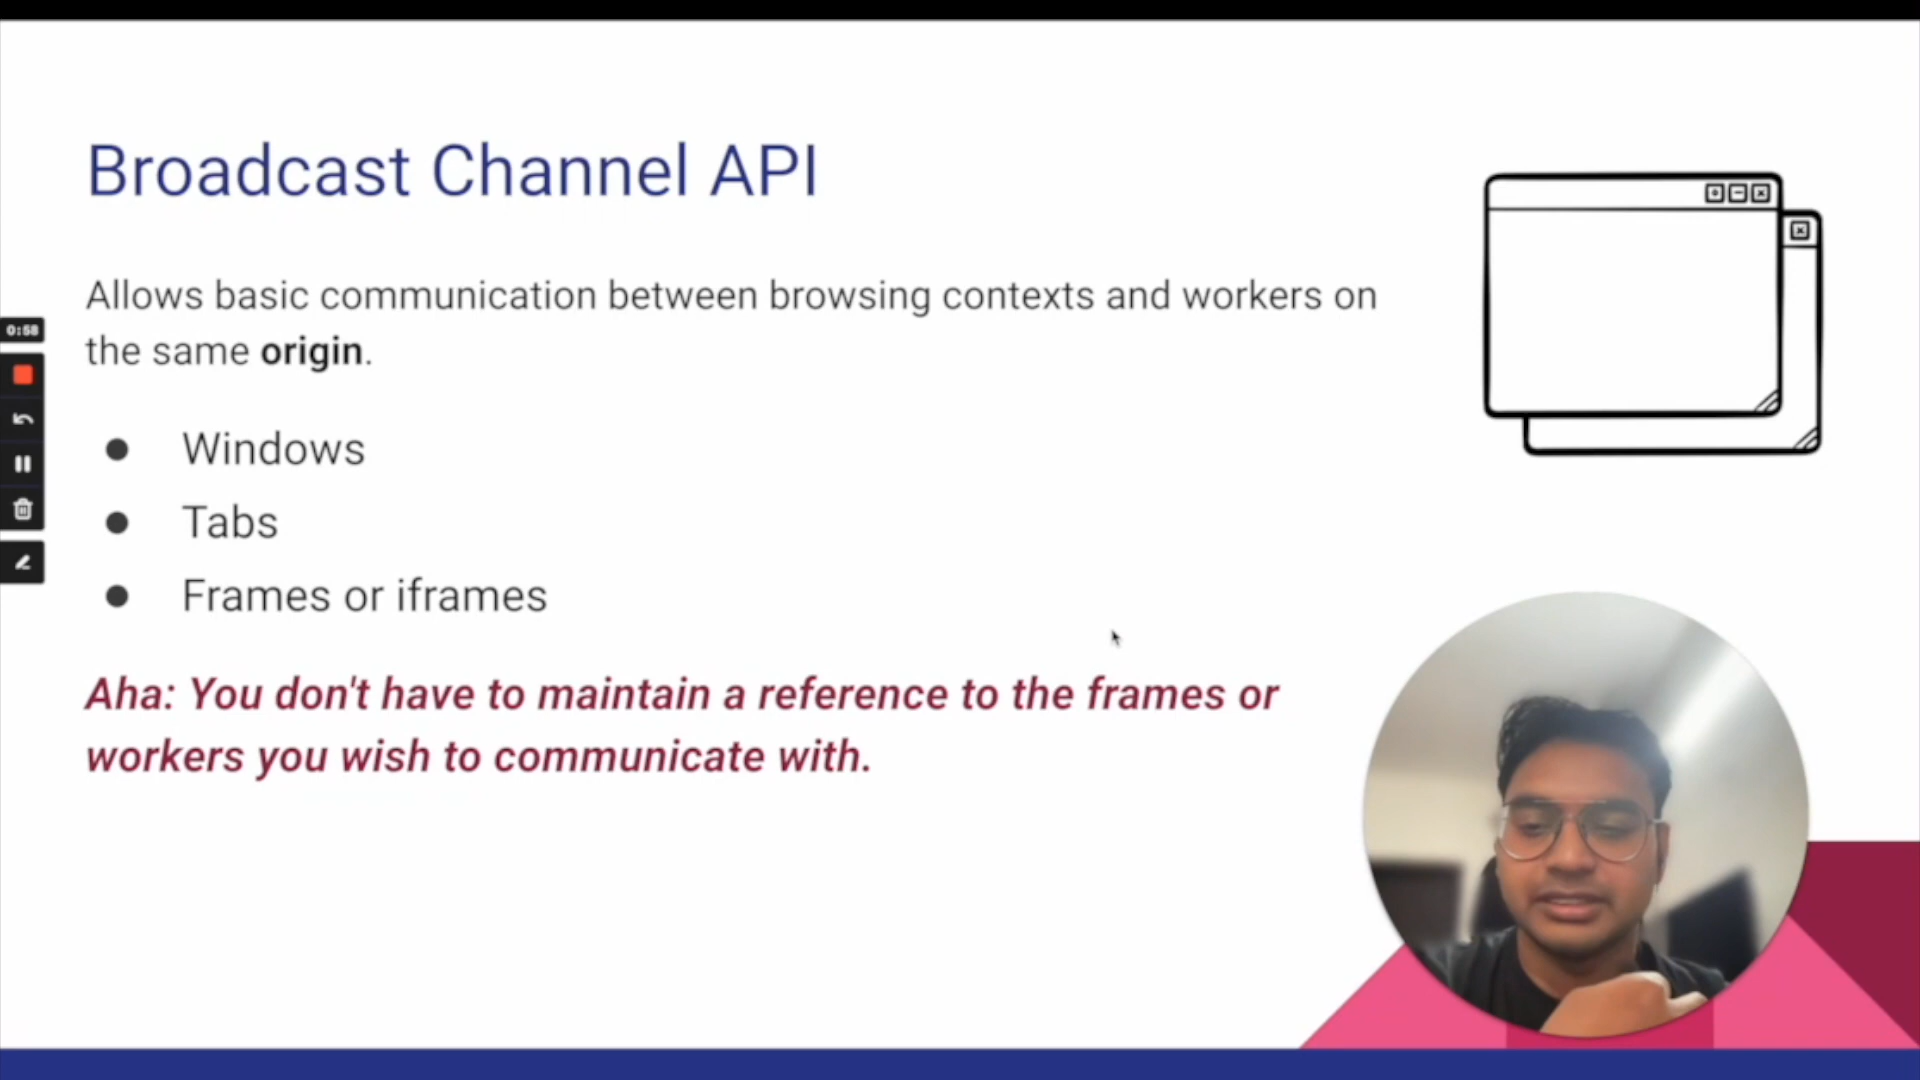 Broadcast Channel API
Allows basic communication between browsing contexts and workers on
the same origin.
● Windows
● Tabs
● Frames or iframes
Aha: You don't have to maintain a reference to the frames or
workers you wish to communicate with.
0:58